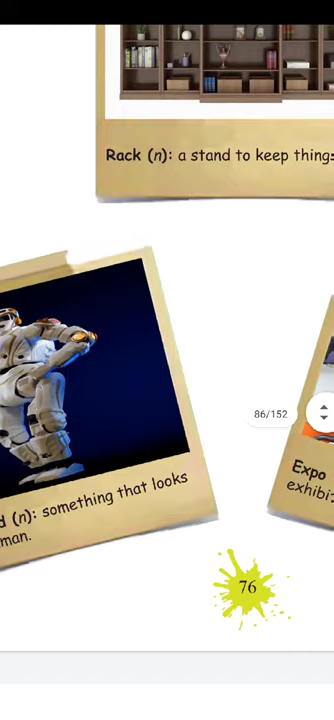 Rack (n): a stand to keep things
86/152
d (n): something that looks
man.
Expo
exhibi
76